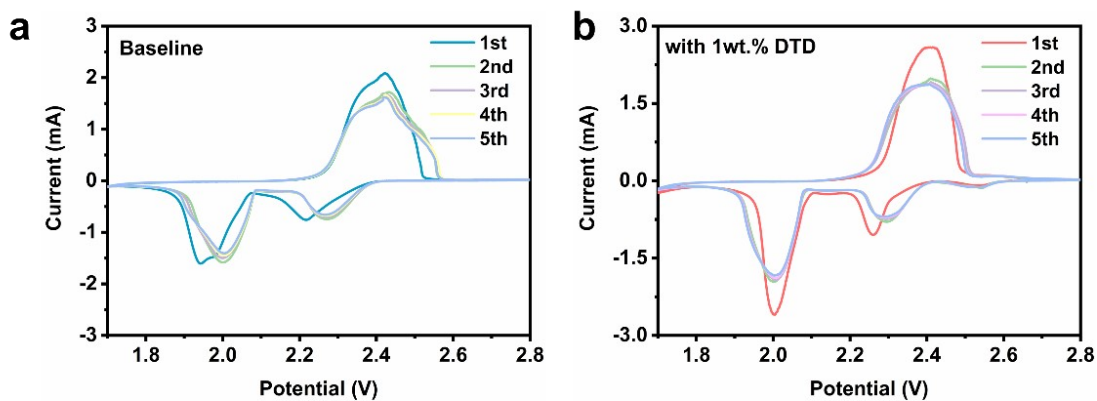 a
Baseline
1st
2nd
3rd
4th
5th
3
2
1
0
-1
-2
-3
Current (mA)
1.8
2.0
2.2
2.4
2.6
2.8
Potential (V)
b
with 1wt.% DTD
1st
2nd
3rd
4th
5th
3.0
1.5
0.0
-1.5
-3.0
Current (mA)
1.8
2.0
2.2
2.4
2.6
2.8
Potential (V)